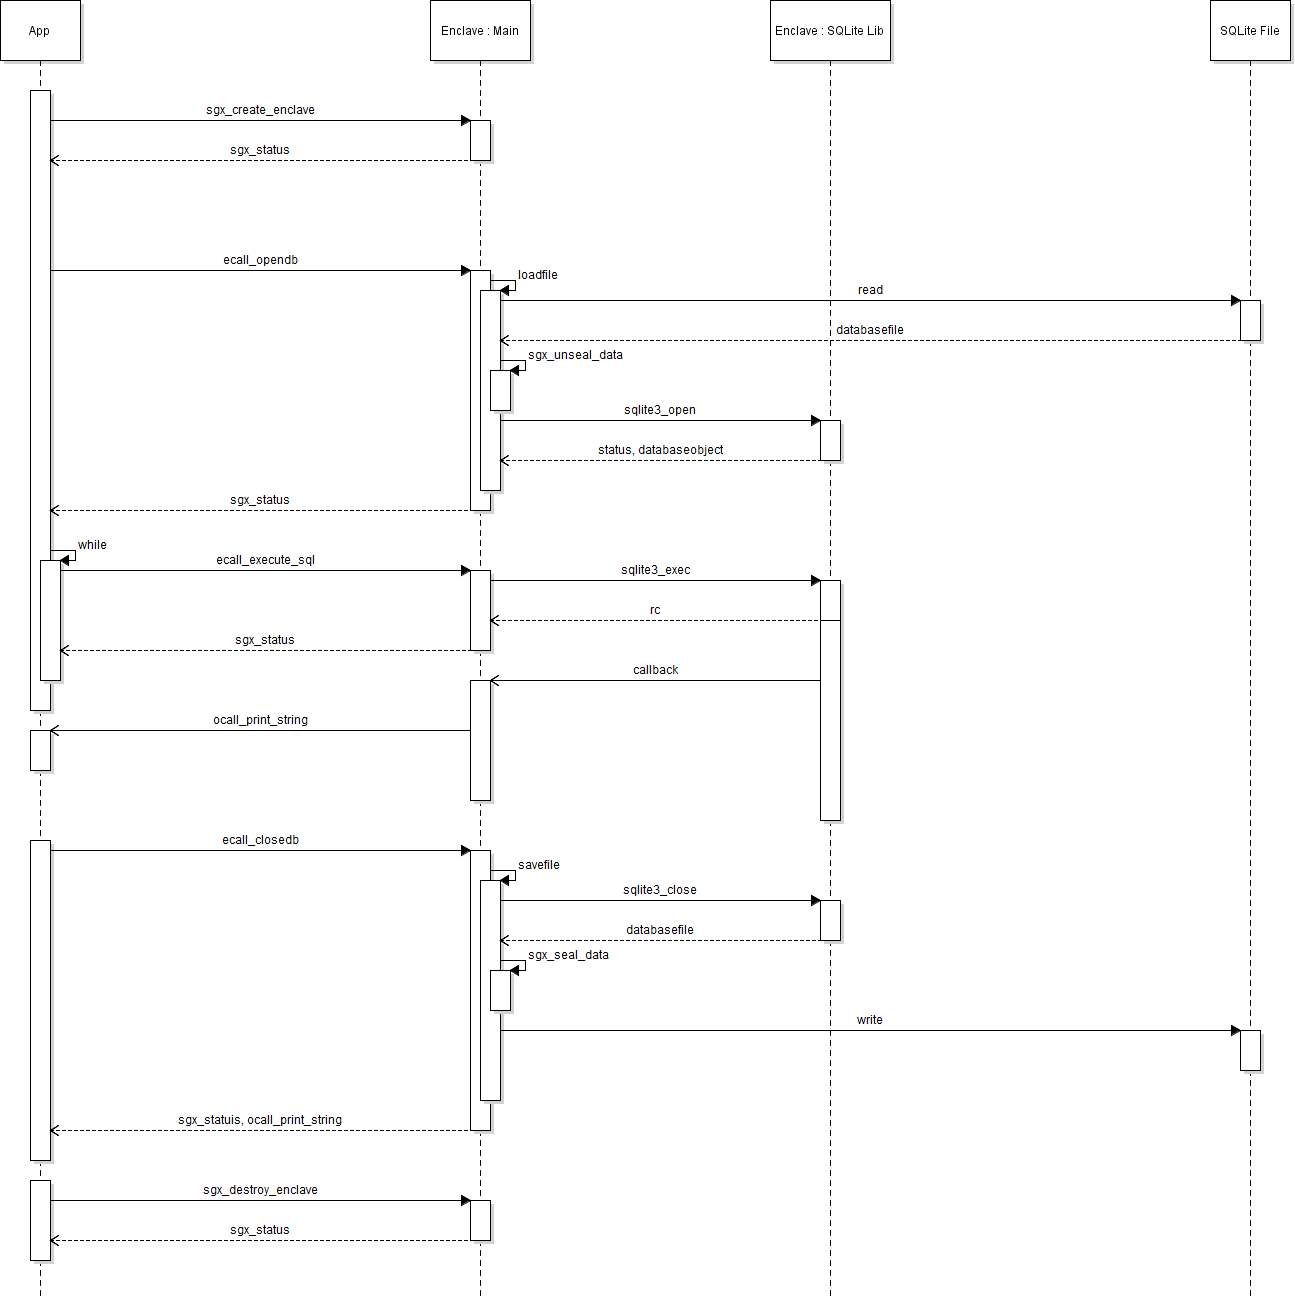 App
Enclave : Main
Enclave : SQLite Lib
SQLite File
sgx_create_enclave
sgx_status
ecall_opendb
loadfile
read
databasefile
sgx_unseal_data
sqlite3_open
status, databaseobject
sgx_status
while
ecall_execute_sql
sqlite3_exec
rc
sgx_status
callback
ocall_print_string
ecall_closedb
savefile
sqlite3_close
databasefile
sgx_seal_data
write
sgx_statuis, ocall_print_string
sgx_destroy_enclave
sgx_status